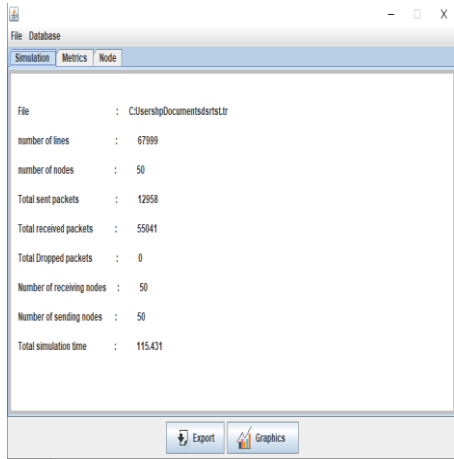 File Database
Simulation Metrics Node
File : C:UsershpDocumentsdsrtst.tr
number of lines : 67999
number of nodes : 50
Total sent packets : 12958
Total received packets : 55041
Total Dropped packets : 0
Number of receiving nodes : 50
Number of sending nodes : 50
Total simulation time : 115.431
Export Graphics